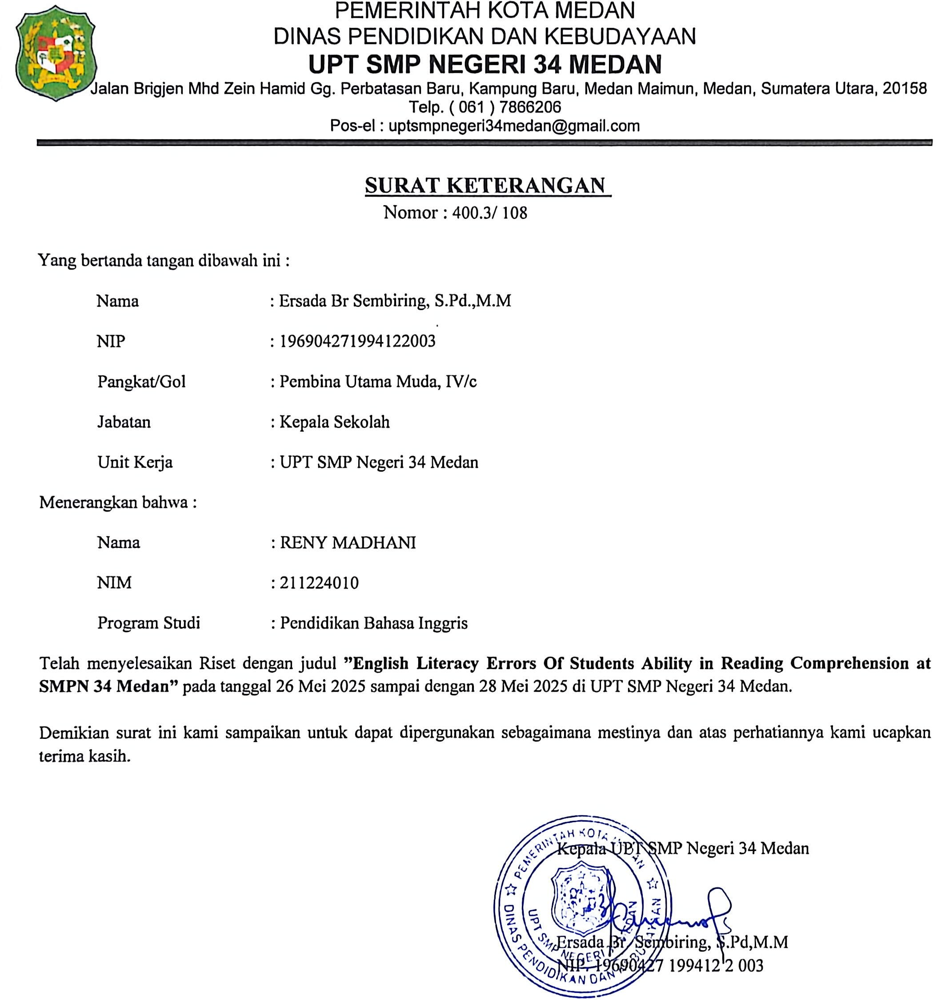 PEMERINTAH KOTA MEDAN
DINAS PENDIDIKAN DAN KEBUDAYAAN
UPT SMP NEGERI 34 MEDAN
Jalan Brigjen Mhd Zein Hamid Gg. Perbatasan Baru, Kampung Baru, Medan Maimun, Medan, Sumatera Utara, 20158
Telp. ( 061 ) 7866206
Pos-el : uptsmpnegeri34medan@gmail.com
SURAT KETERANGAN
Nomor : 400.3/ 108
Yang bertanda tangan dibawah ini :
Nama : Ersada Br Sembiring, S.Pd.,M.M
NIP : 196904271994122003
Pangkat/Gol : Pembina Utama Muda, IV/c
Jabatan : Kepala Sekolah
Unit Kerja : UPT SMP Negeri 34 Medan
Menerangkan bahwa :
Nama : RENY MADHANI
NIM : 211224010
Program Studi : Pendidikan Bahasa Inggris
Telah menyelesaikan Riset dengan judul ”English Literacy Errors Of Students Ability in Reading Comprehension at
SMPN 34 Medan” pada tanggal 26 Mei 2025 sampai dengan 28 Mei 2025 di UPT SMP Negeri 34 Medan.
Demikian surat ini kami sampaikan untuk dapat dipergunakan sebagaimana mestinya dan atas perhatiannya kami ucapkan
terima kasih.
Kepala UPT SMP Negeri 34 Medan
PEMERINTAH KOTA MEDAN
DINAS PENDIDIKAN DAN KEBUDAYAAN
UPT SMP NEGERI 34 MEDAN
Ersada Br Sembiring, S.Pd,M.M
NIP. 19690427 199412 2 003